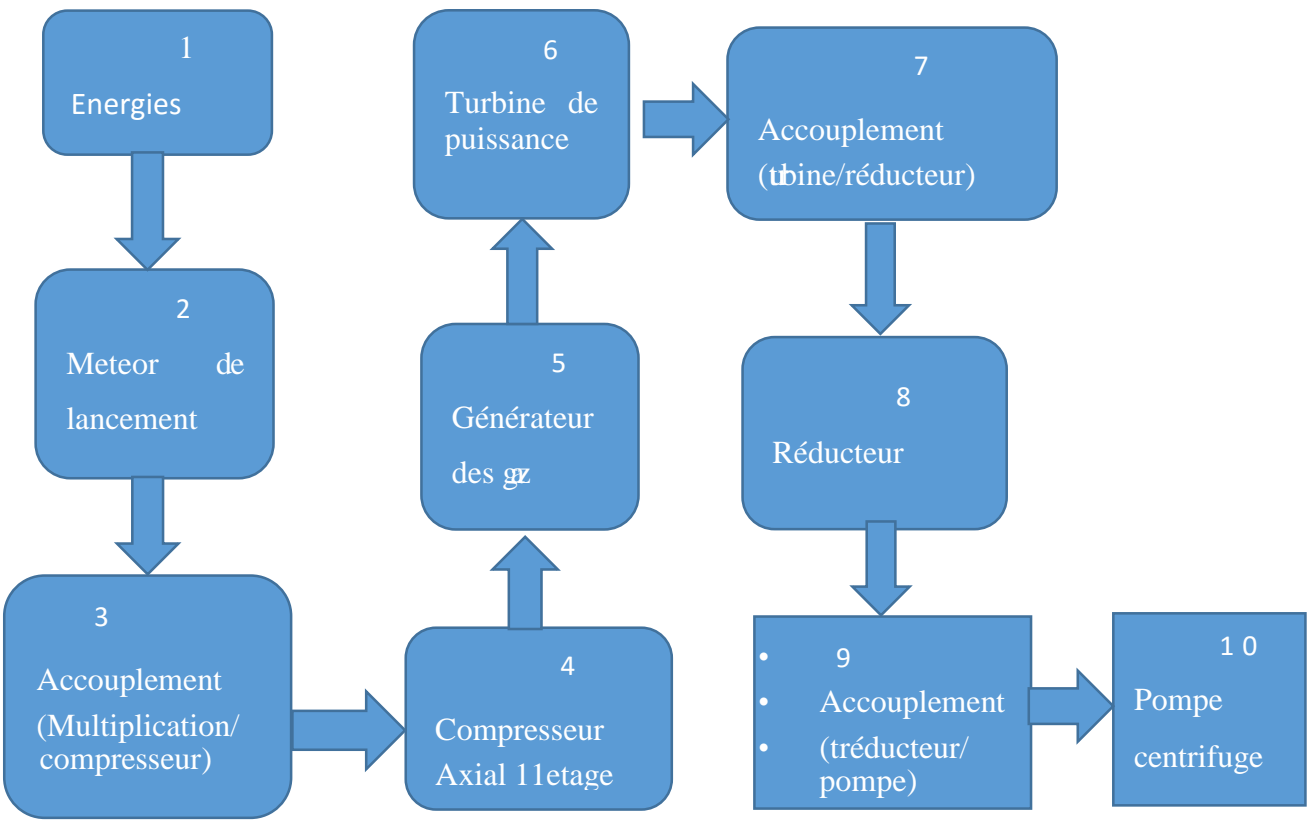 1
Energies
2
Meteor de
lancement
3
Accouplement
(Multiplication/
compresseur)
4
Compresseur
Axial 11etage
5
Générateur
des gaz
6
Turbine de
puissance
7
Accouplement
(turbine/réducteur)
8
Réducteur
• 9
• Accouplement
• (tréducteur/
pompe)
1 0
Pompe
centrifuge